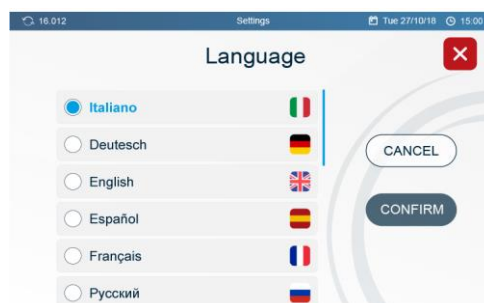 16.012 Settings Tue 27/10/18 15:00
Language
Italiano
Deutesch
English
Español
Français
Русский
CANCEL
CONFIRM